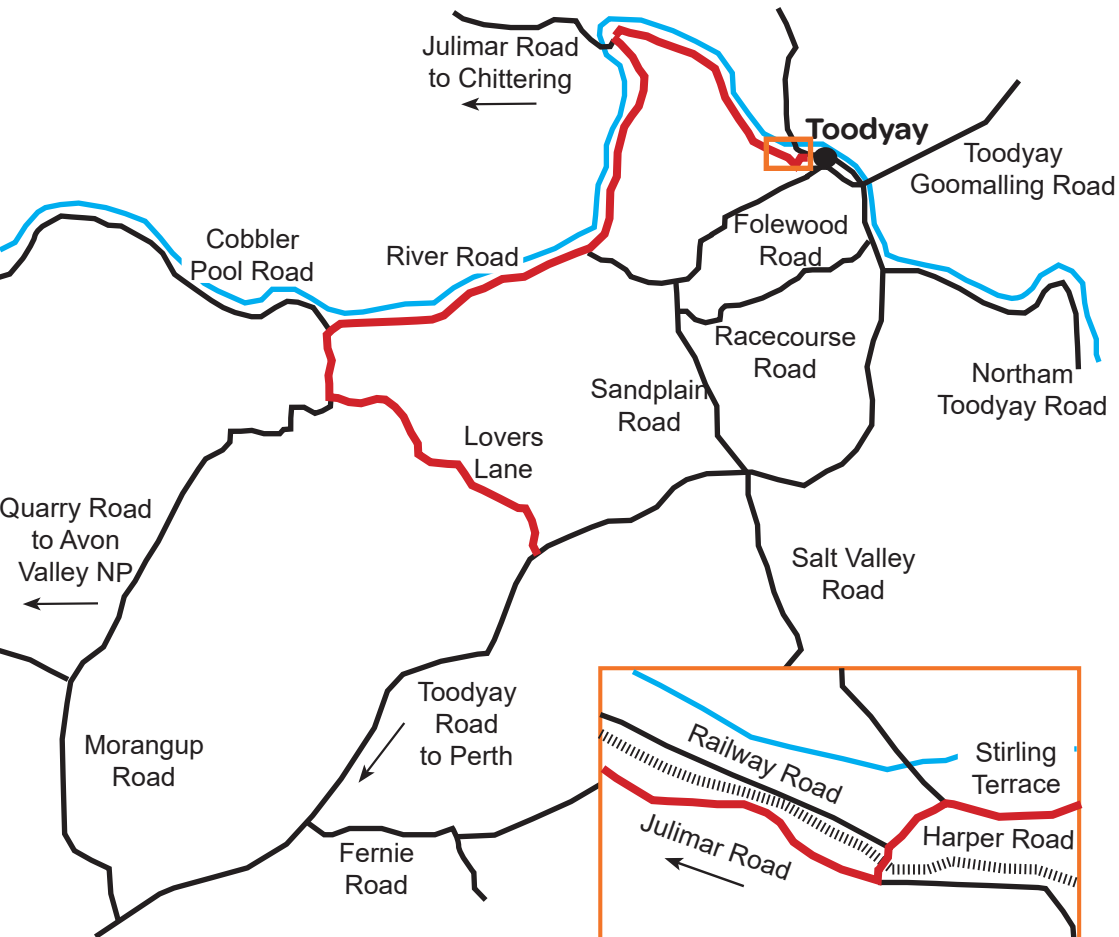 Julimar Road
to Chittering
Toodyay
Toodyay
Goomalling Road
Folewood
Road
Cobbler
Pool Road
River Road
Racecourse
Road
Northam
Toodyay Road
Sandplain
Road
Lovers
Lane
Quarry Road
to Avon
Valley NP
Salt Valley
Road
Toodyay
Road
to Perth
Morangup
Road
Fernie
Road
Railway Road
Stirling
Terrace
Harper Road
Julimar Road